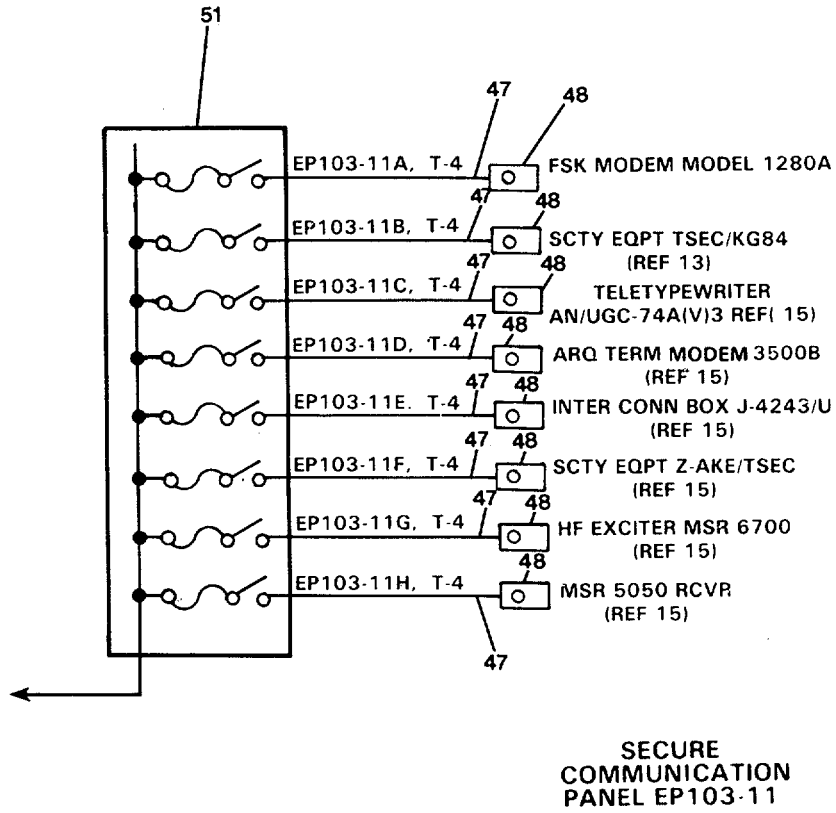 51
47
48
EP103-11A, T-4
FSK MODEM MODEL 1280A
47
48
EP103-11B, T-4
SCTY EQPT TSEC/KG84
(REF 13)
47
48
EP103-11C, T-4
TELETYPEWRITER
AN/UGC-74A(V)3 REF( 15)
47
48
EP103-11D, T-4
ARQ TERM MODEM 3500B
(REF 15)
47
48
EP103-11E. T-4
INTER CONN BOX J-4243/U
(REF 15)
47
48
EP103-11F, T-4
SCTY EQPT Z-AKE/TSEC
(REF 15)
47
48
EP103-11G, T-4
HF EXCITER MSR 6700
(REF 15)
48
EP103-11H, T-4
MSR 5050 RCVR
(REF 15)
47
SECURE
COMMUNICATION
PANEL EP103-11